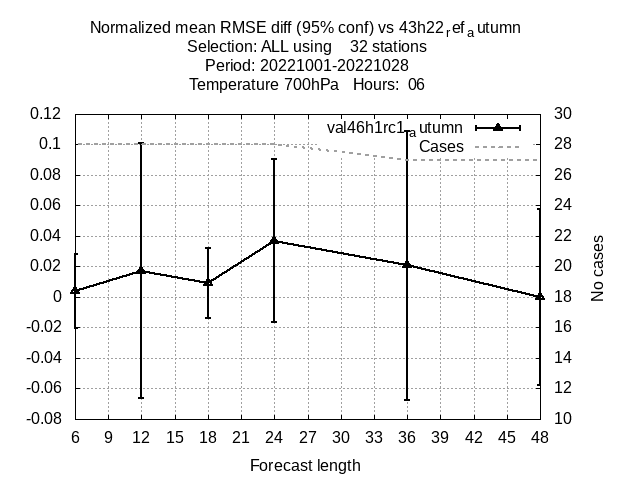 Normalized mean RMSE diff (95% conf) vs 43h22refautumn
Selection: ALL using 32 stations
Period: 20221001-20221028
Temperature 700hPa Hours: 06
val46h1rc1autumn
Cases
0.12
0.1
0.08
0.06
0.04
0.02
0
-0.02
-0.04
-0.06
-0.08
30
28
26
24
22
20
18
16
14
12
10
No cases
6 9 12 15 18 21 24 27 30 33 36 39 42 45 48
Forecast length